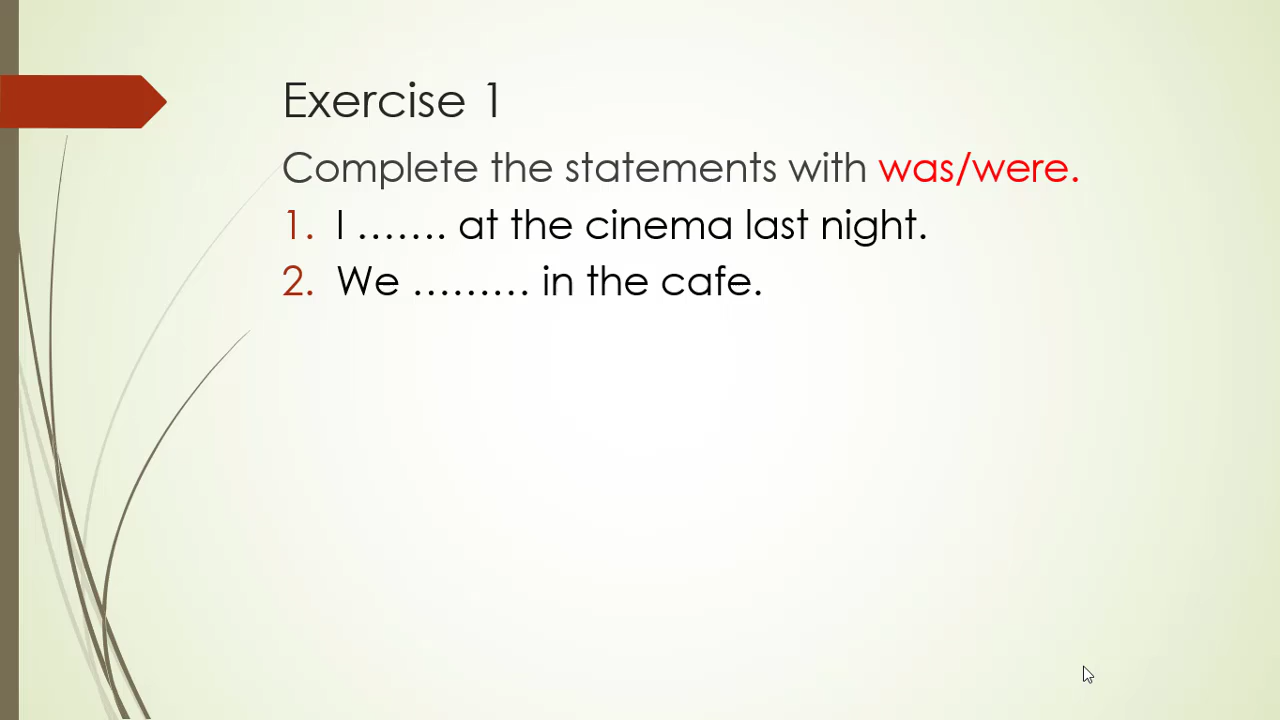 Exercise 1
Complete the statements with was/were.
1. I ....... at the cinema last night.
2. We ......... in the cafe.